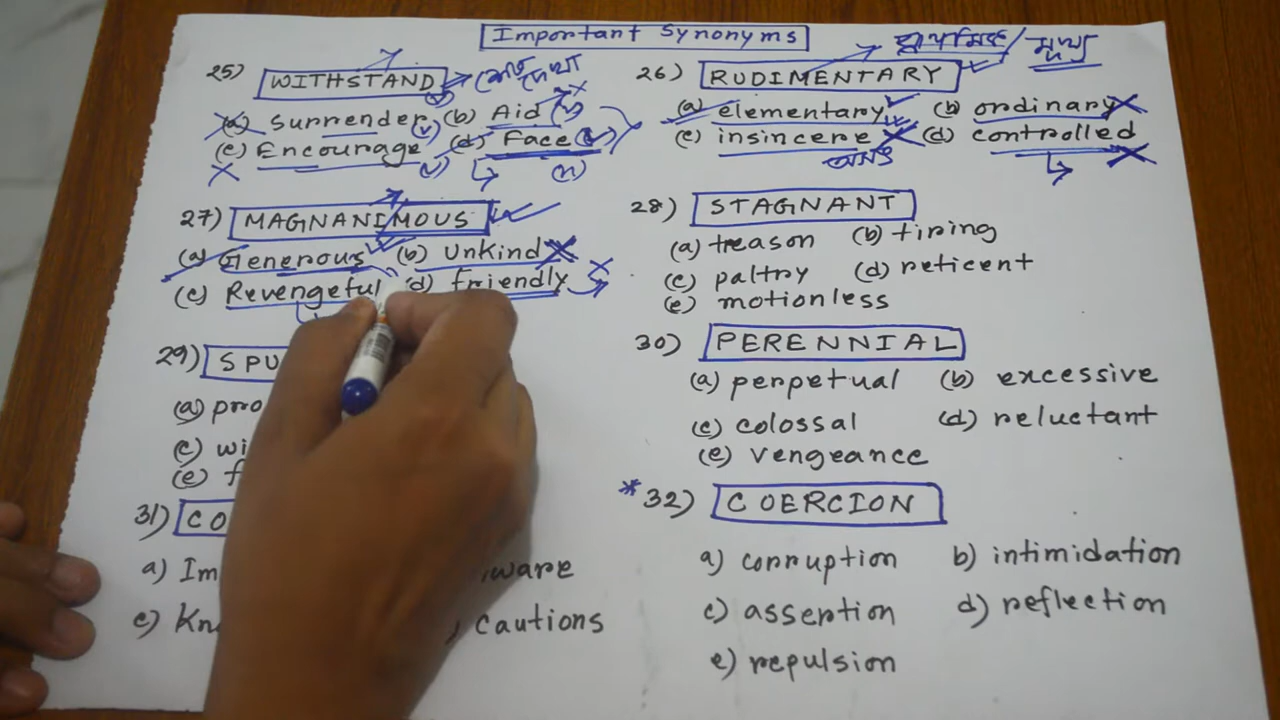 Important Synonyms
25) WITHSTAND
(a) Surrender (v) (b) Aid (n)
(c) Encourage (v) (d) Face (v) (n)
26) RUDIMENTARY / মুখ্য
(a) elementary (b) ordinary
(c) insincere (d) controlled
27) MAGNANIMOUS
(a) Generous (b) Unkind
(c) Revengeful (d) friendly
28) STAGNANT
(a) treason (b) tiring
(c) paltry (d) reticent
(e) motionless
29) SPU
(a) pro
(c) wi
(e) f
30) PERENNIAL
(a) perpetual (b) excessive
(c) colossal (d) reluctant
(e) vengeance
31) CO
a) Im ware
c) Kn cautions
*32) COERCION
a) corruption b) intimidation
c) assertion d) reflection
e) repulsion